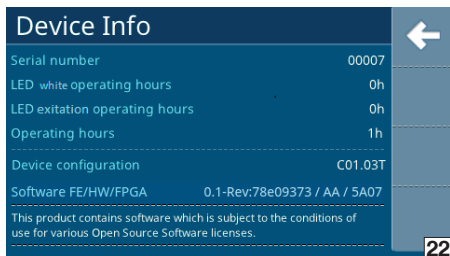 Device Info
Serial number 00007
LED white operating hours 0h
LED exitation operating hours 0h
Operating hours 1h
Device configuration C01.03T
Software FE/HW/FPGA 0.1-Rev:78e09373 / AA / 5A07
This product contains software which is subject to the conditions of
use for various Open Source Software licenses.
22